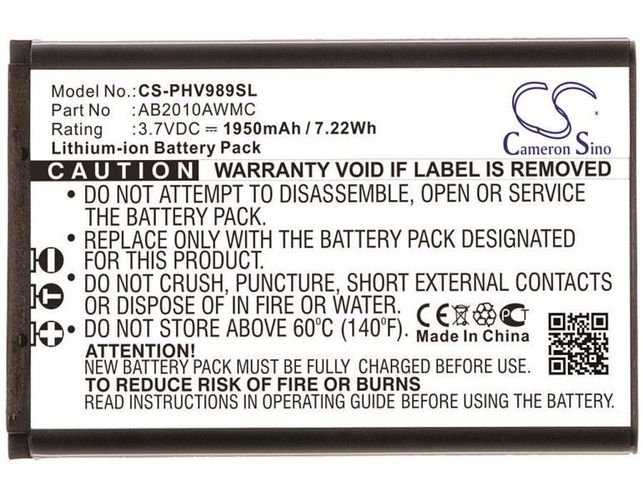 Model No.: CS-PHV989SL
Part No : AB2010AWMC
Rating : 3.7VDC 1950mAh / 7.22Wh
Lithium-ion Battery Pack
CS
Cameron Sino
CAUTION WARRANTY VOID IF LABEL IS REMOVED
• DO NOT ATTEMPT TO DISASSEMBLE, OPEN OR SERVICE
THE BATTERY PACK.
• REPLACE ONLY WITH THE BATTERY PACK DESIGNATED
FOR THIS EQUIPMENT.
• DO NOT CRUSH, PUNCTURE, SHORT EXTERNAL CONTACTS
OR DISPOSE OF IN FIRE OR WATER.
• DO NOT STORE ABOVE 60°C (140°F).
CE
Made In China
ATTENTION!
NEW BATTERY PACK MUST BE FULLY CHARGED BEFORE USE.
TO REDUCE RISK OF FIRE OR BURNS
Read user guide before using the battery.
- T +